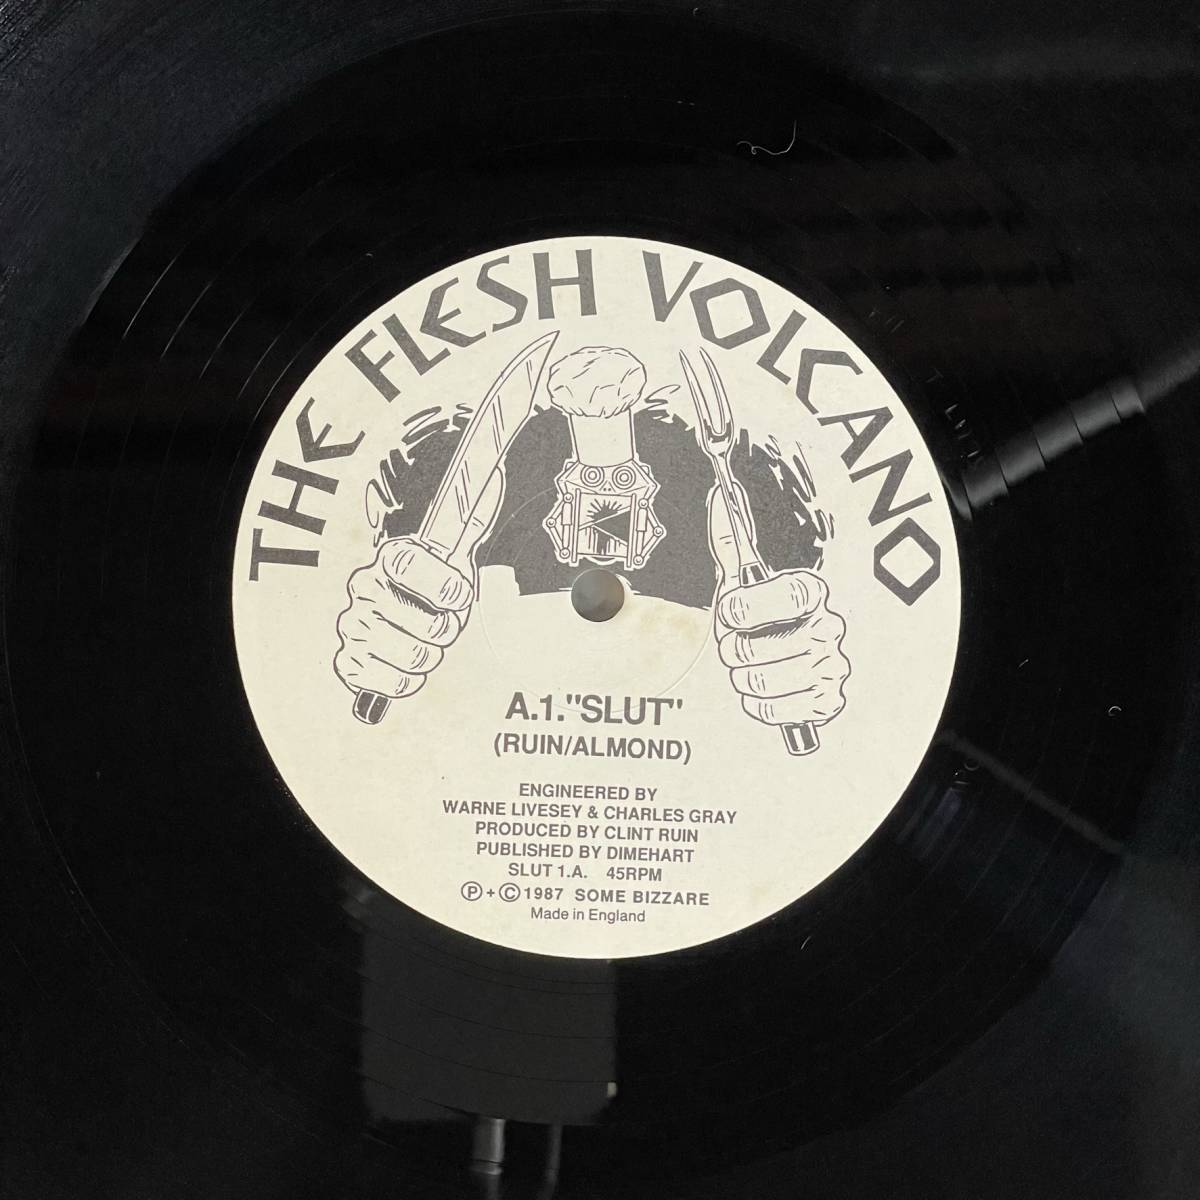 THE FLESH VOLCANO
A.1."SLUT"
(RUIN/ALMOND)
ENGINEERED BY
WARNE LIVESEY & CHARLES GRAY
PRODUCED BY CLINT RUIN
PUBLISHED BY DIMEHART
SLUT 1.A. 45RPM
Ⓟ + © 1987 SOME BIZZARE
Made in England